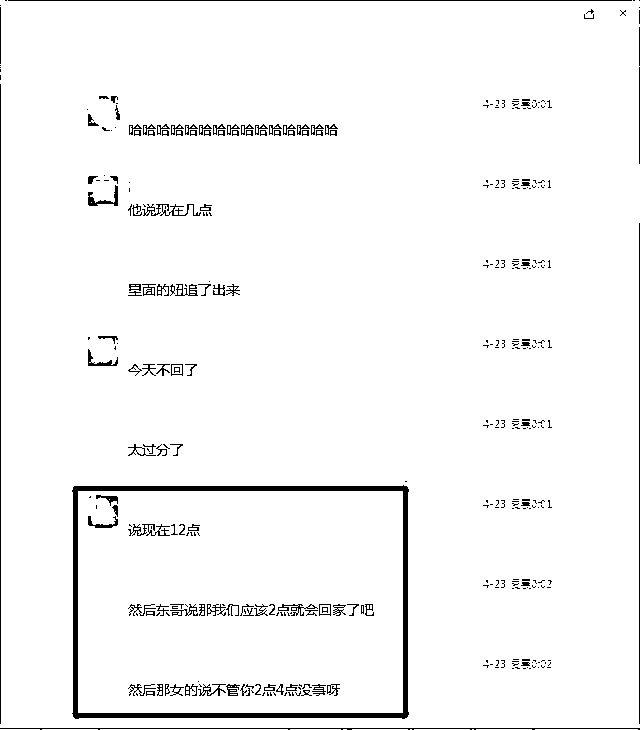 4-23 凌晨0:01
哈哈哈哈哈哈哈哈哈哈哈哈哈哈哈
4-23 凌晨0:01
他说现在几点
4-23 凌晨0:01
里面的妞追了出来
4-23 凌晨0:01
今天不回了
4-23 凌晨0:01
太过分了
4-23 凌晨0:01
说现在12点
4-23 凌晨0:02
然后东哥说那我们应该2点就会回家了吧
4-23 凌晨0:02
然后那女的说不管你2点4点没事呀